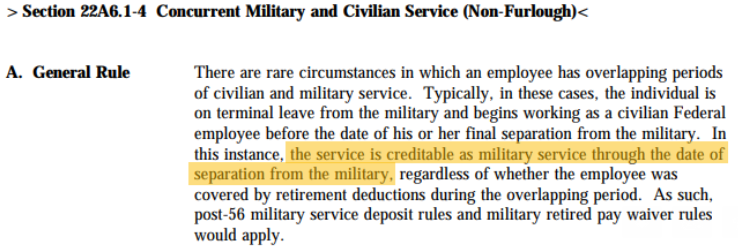 > Section 22A6.1-4 Concurrent Military and Civilian Service (Non-Furlough)<
A. General Rule
There are rare circumstances in which an employee has overlapping periods
of civilian and military service. Typically, in these cases, the individual is
on terminal leave from the military and begins working as a civilian Federal
employee before the date of his or her final separation from the military. In
this instance, the service is creditable as military service through the date of
separation from the military, regardless of whether the employee was
covered by retirement deductions during the overlapping period. As such,
post-56 military service deposit rules and military retired pay waiver rules
would apply.